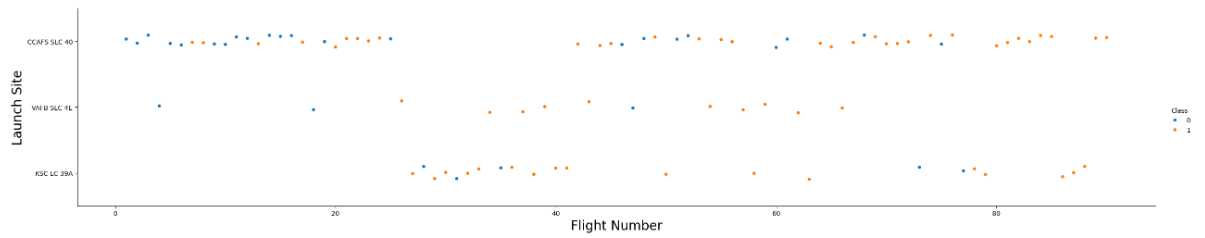 Launch Site
CCAFS SLC 40
VAFB SLC 4E
KSC LC 39A
0
20
40
60
80
Flight Number
Class
0
1